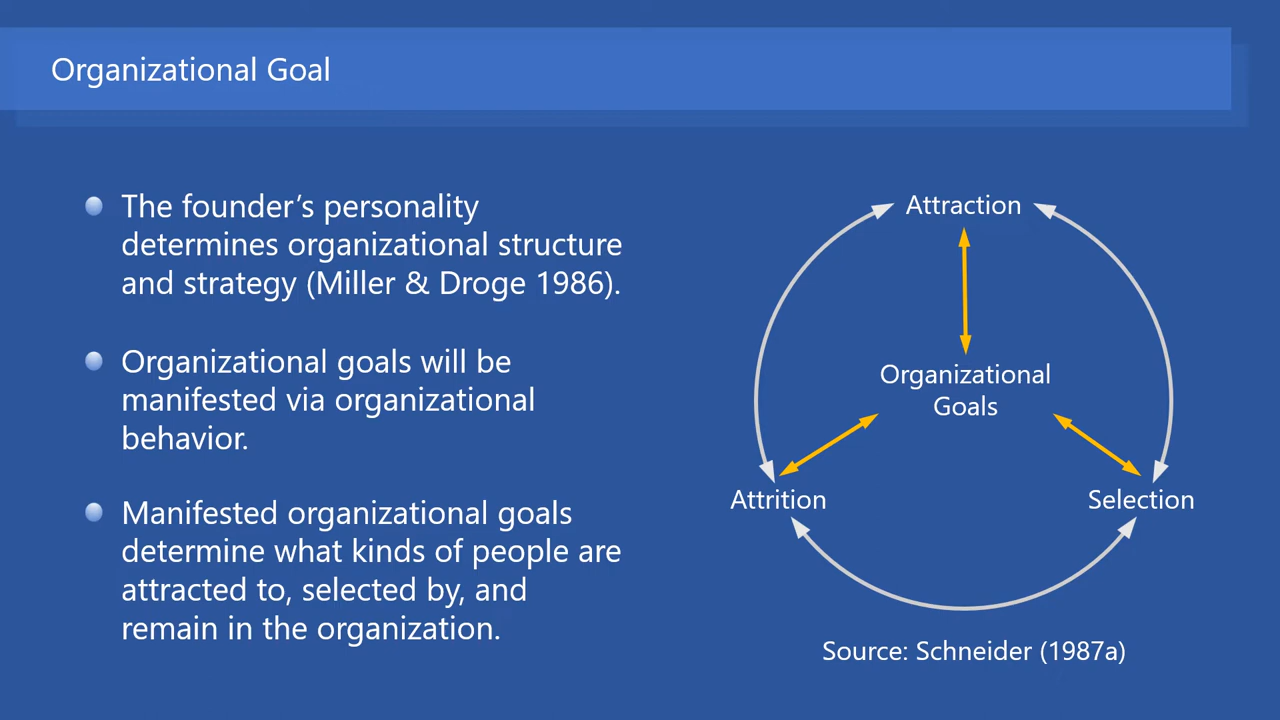 Organizational Goal
The founder’s personality
determines organizational structure
and strategy (Miller & Droge 1986).
Organizational goals will be
manifested via organizational
behavior.
Manifested organizational goals
determine what kinds of people are
attracted to, selected by, and
remain in the organization.
Attraction
Organizational
Goals
Attrition
Selection
Source: Schneider (1987a)